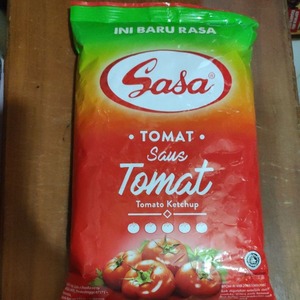 INI BARU RASA
Sasa
• TOMAT •
Saus
Tomat
Tomato Ketchup